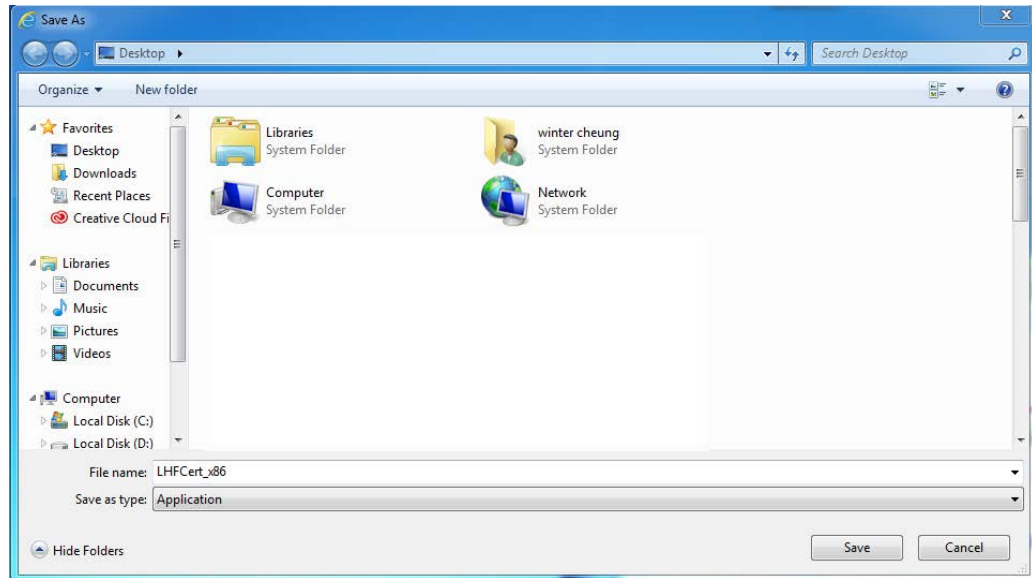 Save As
x
Desktop
Search Desktop
Organize
New folder
Favorites
Desktop
Downloads
Recent Places
Creative Cloud Fi
Libraries
Documents
Music
Pictures
Videos
Computer
Local Disk (C:)
Local Disk (D:)
Libraries
System Folder
winter cheung
System Folder
Computer
System Folder
Network
System Folder
File name: LHFCert_x86
Save as type: Application
Hide Folders
Save
Cancel